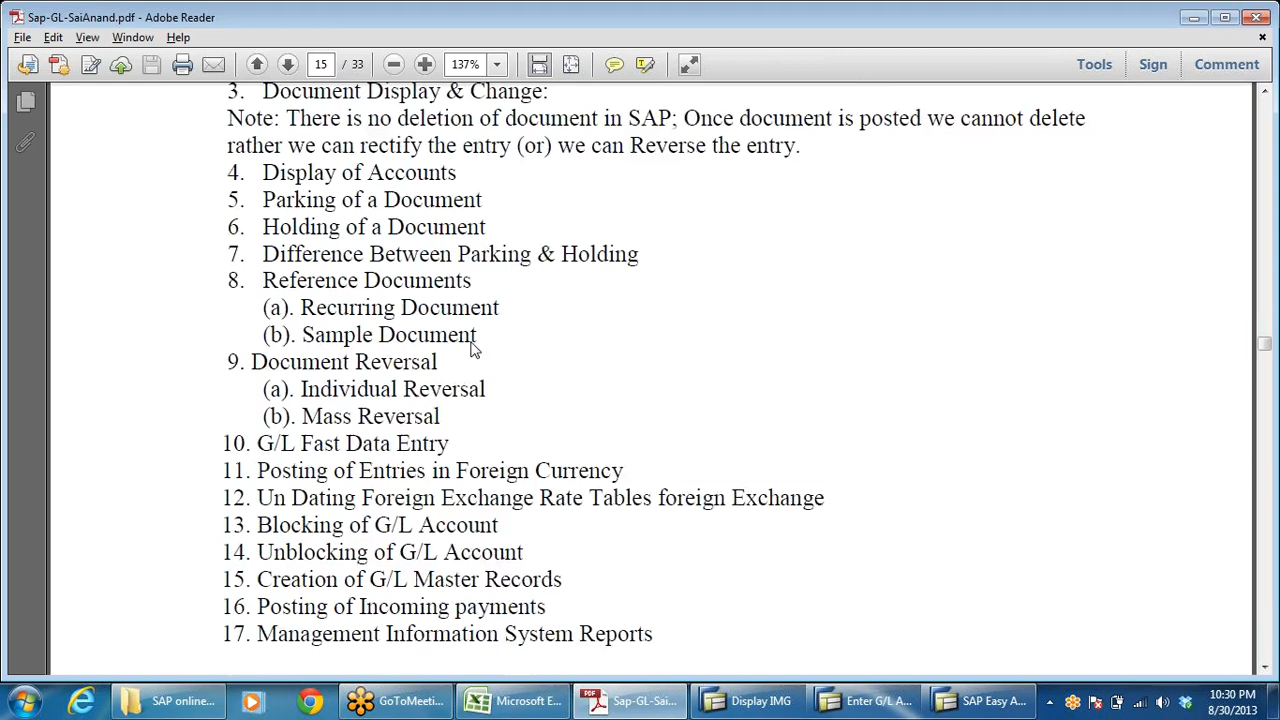 Sap-GL-SaiAnand.pdf - Adobe Reader
File Edit View Window Help
15 / 33 137% Tools Sign Comment
3. Document Display & Change:
Note: There is no deletion of document in SAP; Once document is posted we cannot delete
rather we can rectify the entry (or) we can Reverse the entry.
4. Display of Accounts
5. Parking of a Document
6. Holding of a Document
7. Difference Between Parking & Holding
8. Reference Documents
(a). Recurring Document
(b). Sample Document
9. Document Reversal
(a). Individual Reversal
(b). Mass Reversal
10. G/L Fast Data Entry
11. Posting of Entries in Foreign Currency
12. Un Dating Foreign Exchange Rate Tables foreign Exchange
13. Blocking of G/L Account
14. Unblocking of G/L Account
15. Creation of G/L Master Records
16. Posting of Incoming payments
17. Management Information System Reports
SAP online... GoToMeeti... Microsoft E... Sap-GL-Sai... Display IMG Enter G/L A... SAP Easy A... 10:30 PM
8/30/2013